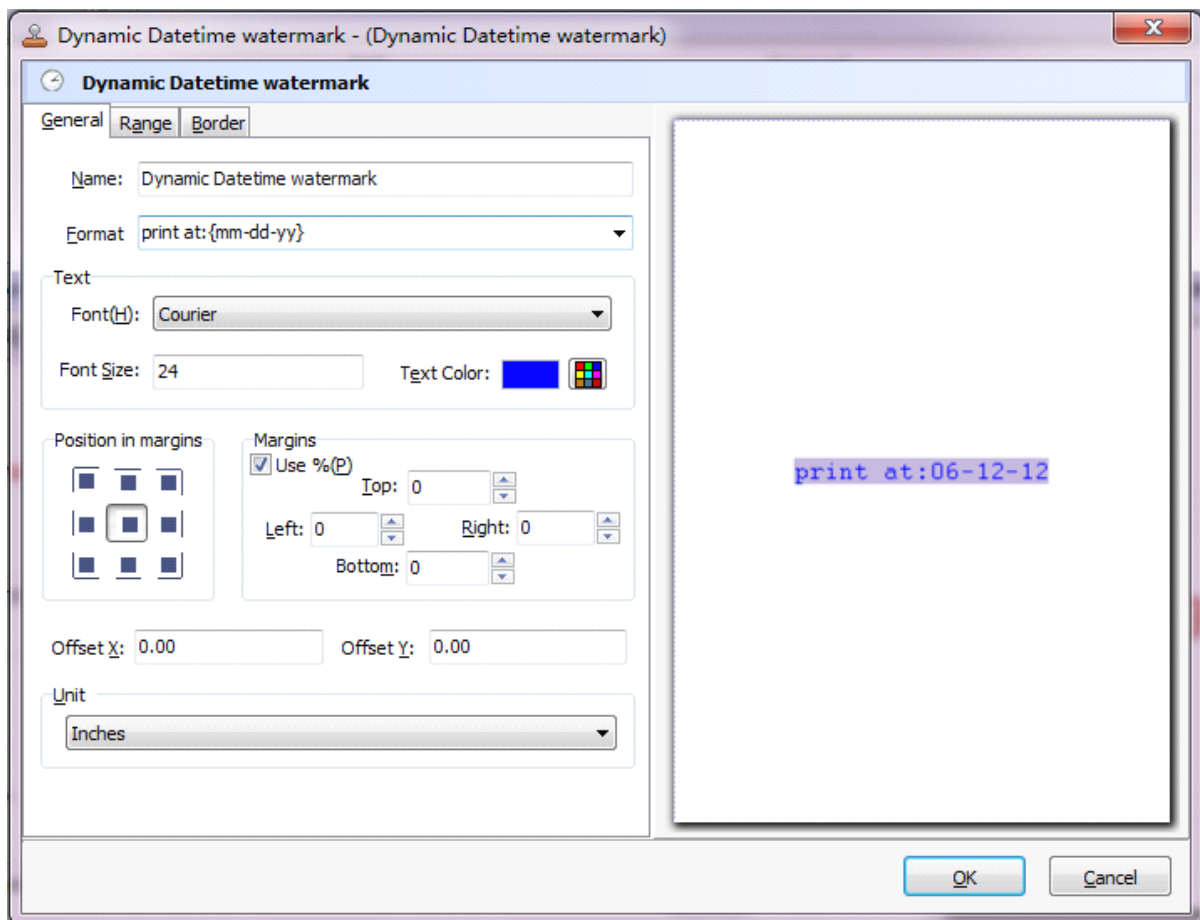 Dynamic Datetime watermark - (Dynamic Datetime watermark)
Dynamic Datetime watermark
General Range Border
Name: Dynamic Datetime watermark
Format print at:{mm-dd-yy}
Text
Font(H): Courier
Font Size: 24 Text Color:
Position in margins
Margins
Use %(P)
Top: 0
Left: 0 Right: 0
Bottom: 0
Offset X: 0.00 Offset Y: 0.00
Unit
Inches
print at:06-12-12
OK Cancel